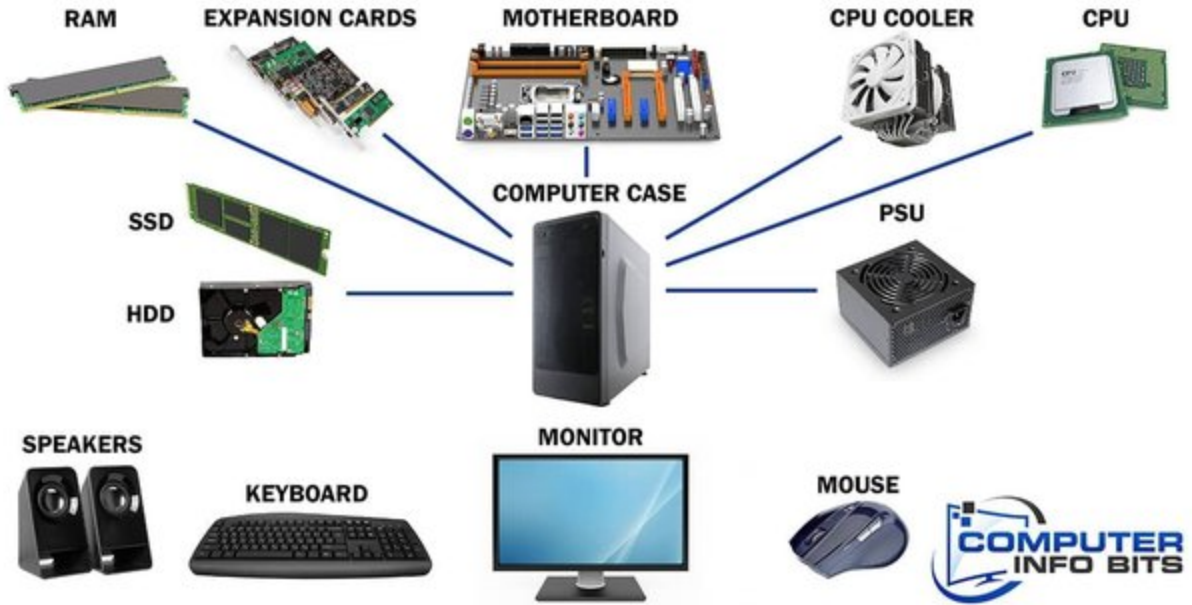 RAM
EXPANSION CARDS
MOTHERBOARD
CPU COOLER
CPU
COMPUTER CASE
SSD
PSU
HDD
SPEAKERS
KEYBOARD
MONITOR
MOUSE
COMPUTER
INFO BITS